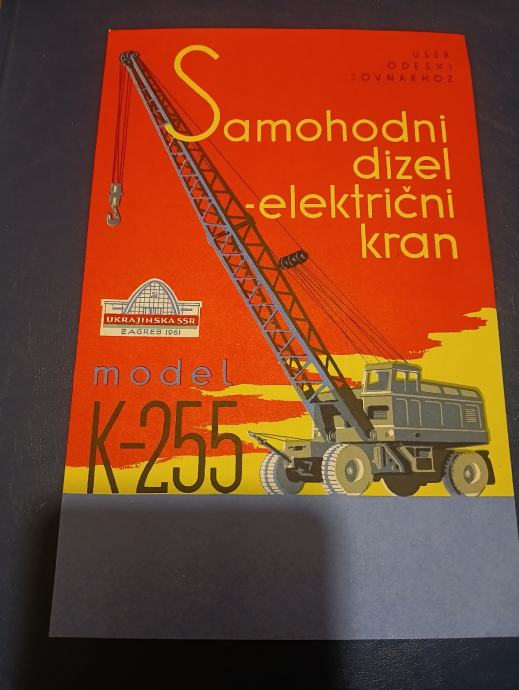 USSR
ODESKI
SOVNARHOZ
Samohodni
dizel
-električni
kran
UKRAJINSKA SSR
ZAGREB 1961
model
K-255